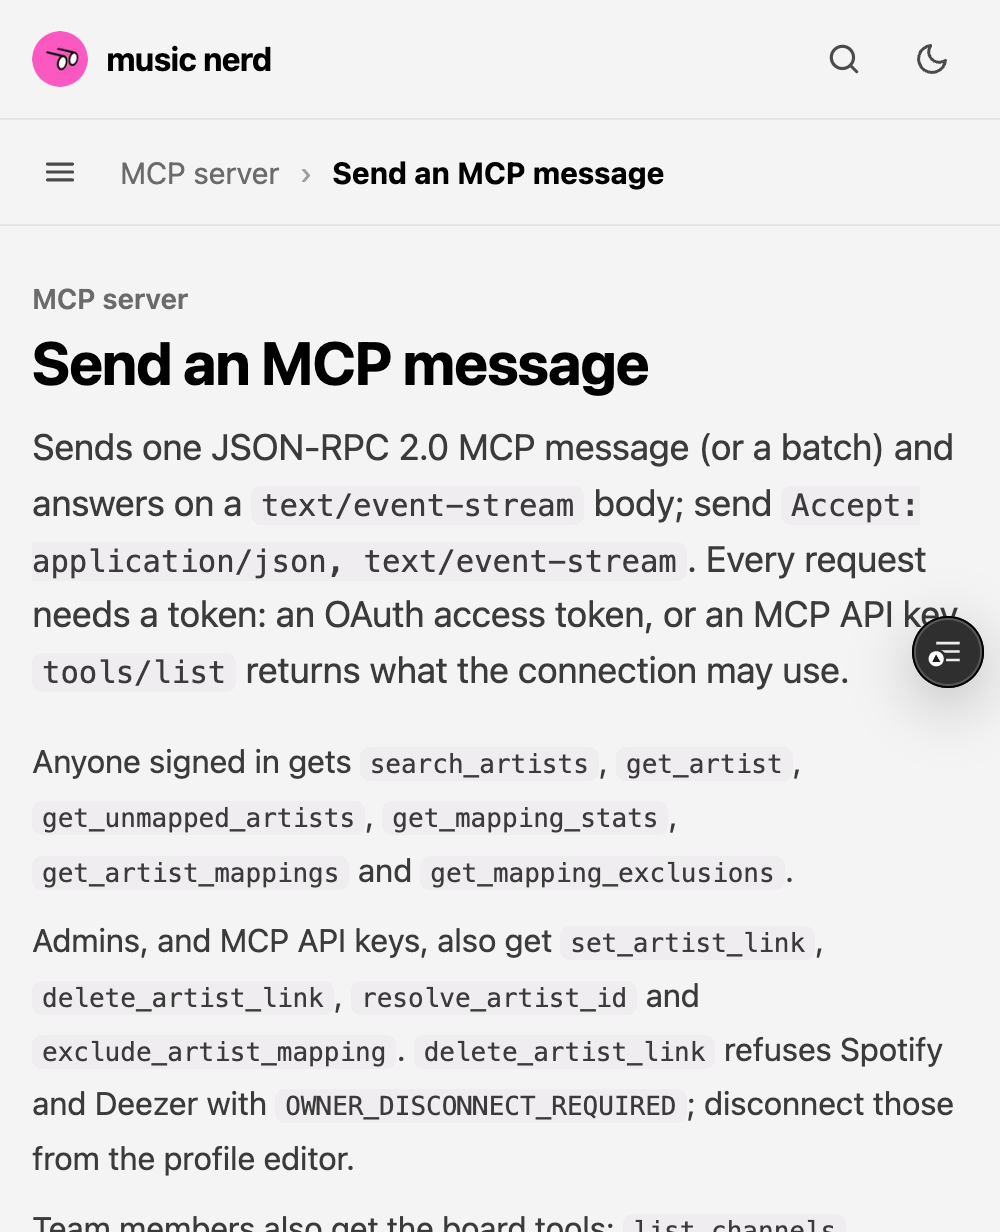 music nerd
MCP server › Send an MCP message
MCP server
Send an MCP message
Sends one JSON-RPC 2.0 MCP message (or a batch) and
answers on a text/event-stream body; send Accept:
application/json, text/event-stream. Every request
needs a token: an OAuth access token, or an MCP API key
tools/list returns what the connection may use.
Anyone signed in gets search_artists, get_artist,
get_unmapped_artists, get_mapping_stats,
get_artist_mappings and get_mapping_exclusions.
Admins, and MCP API keys, also get set_artist_link,
delete_artist_link, resolve_artist_id and
exclude_artist_mapping. delete_artist_link refuses Spotify
and Deezer with OWNER_DISCONNECT_REQUIRED; disconnect those
from the profile editor.
Team members also get the board tools: list_channels